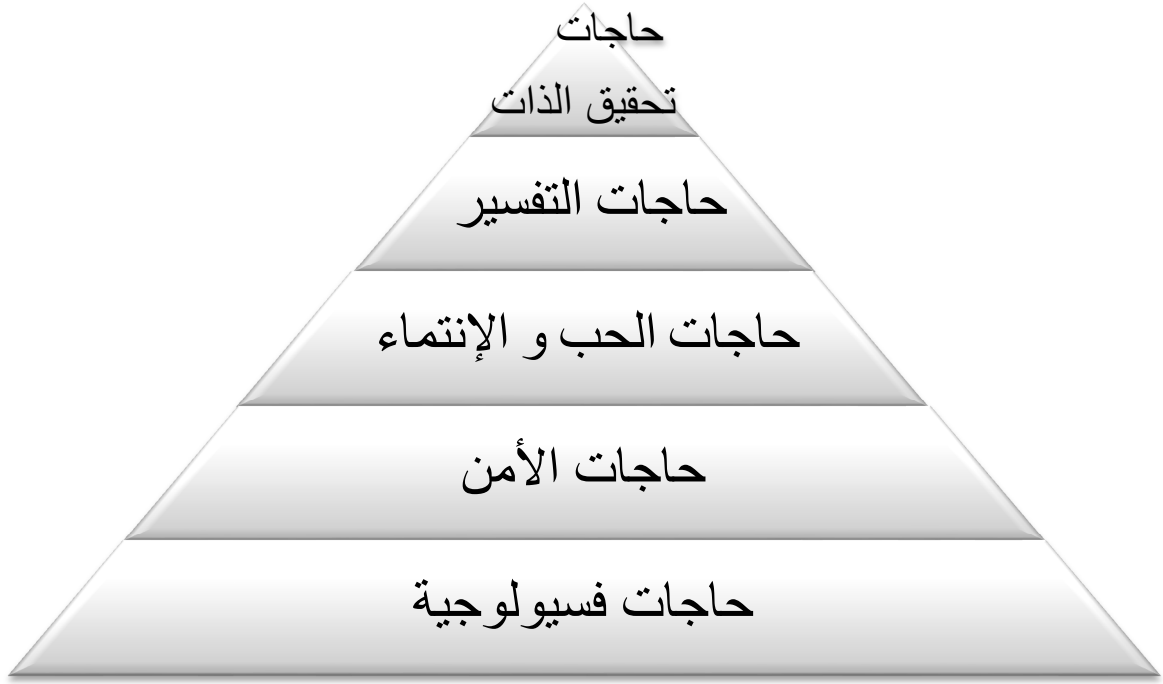 حاجات
تحقيق الذات
حاجات التفسير
حاجات الحب و الإنتماء
حاجات الأمن
حاجات فسيولوجية